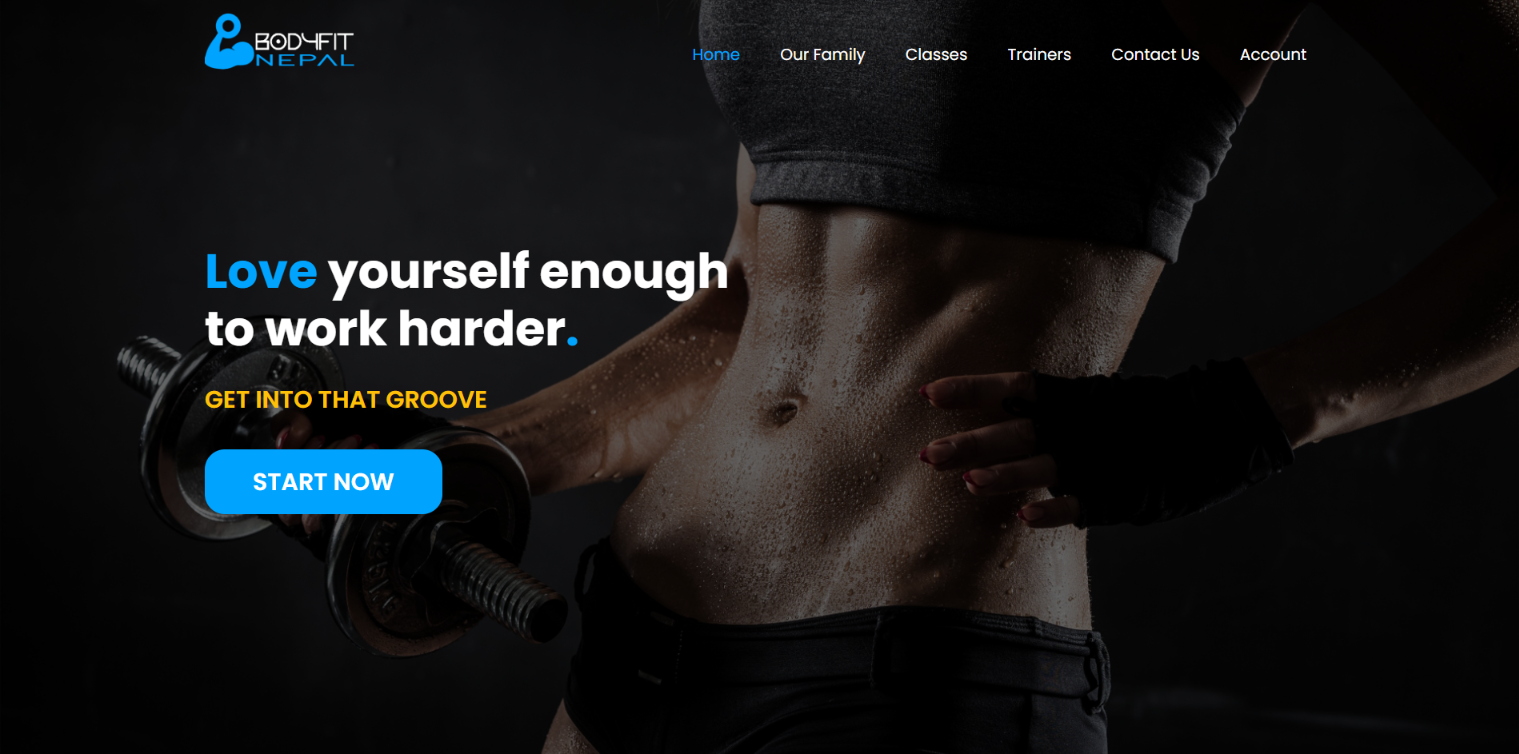 BODYFIT
NEPAL
Home Our Family Classes Trainers Contact Us Account
Love yourself enough
to work harder.
GET INTO THAT GROOVE
START NOW